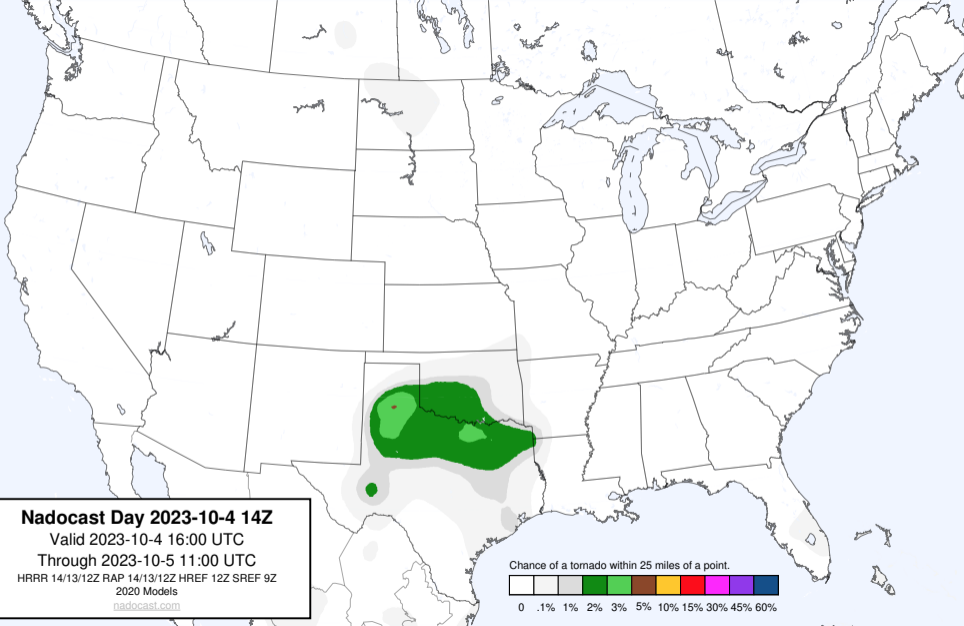 Nadocast Day 2023-10-4 14Z
Valid 2023-10-4 16:00 UTC
Through 2023-10-5 11:00 UTC
HRRR 14/13/12Z RAP 14/13/12Z HREF 12Z SREF 9Z
2020 Models
nadocast.com
Chance of a tornado within 25 miles of a point.
0 .1% 1% 2% 3% 5% 10% 15% 30% 45% 60%